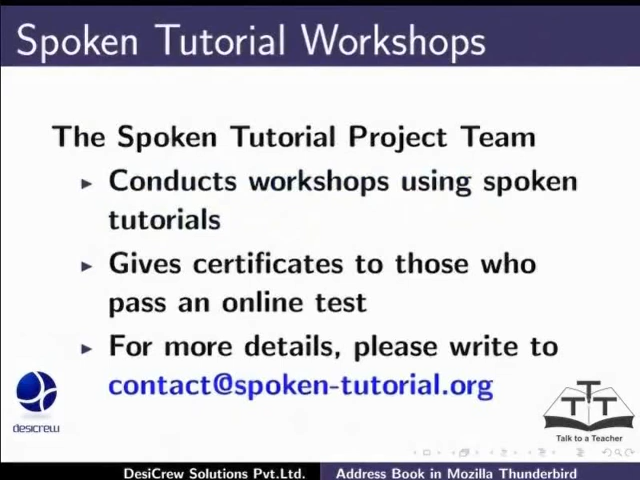 Spoken Tutorial Workshops
The Spoken Tutorial Project Team
Conducts workshops using spoken
tutorials
Gives certificates to those who
pass an online test
For more details, please write to
contact@spoken-tutorial.org
desicrew
TTT
Talk to a Teacher
DesiCrew Solutions Pvt.Ltd.
Address Book in Mozilla Thunderbird